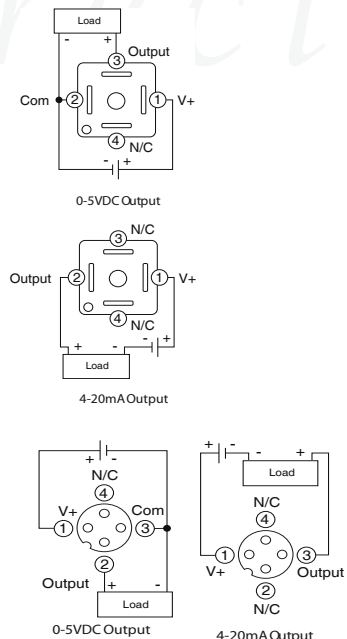 Load
- +
Output
3
Com 2 1 V+
4 N/C
- +
0-5VDC Output
N/C
3
Output 2 1 V+
4 N/C
- +
+ -
Load
4-20mA Output
+ -
N/C
4
V+ Com
1 3
2
Output + -
Load
0-5VDC Output
+ - - +
Load
N/C
4
1 3
V+ Output
2
N/C
4-20mA Output